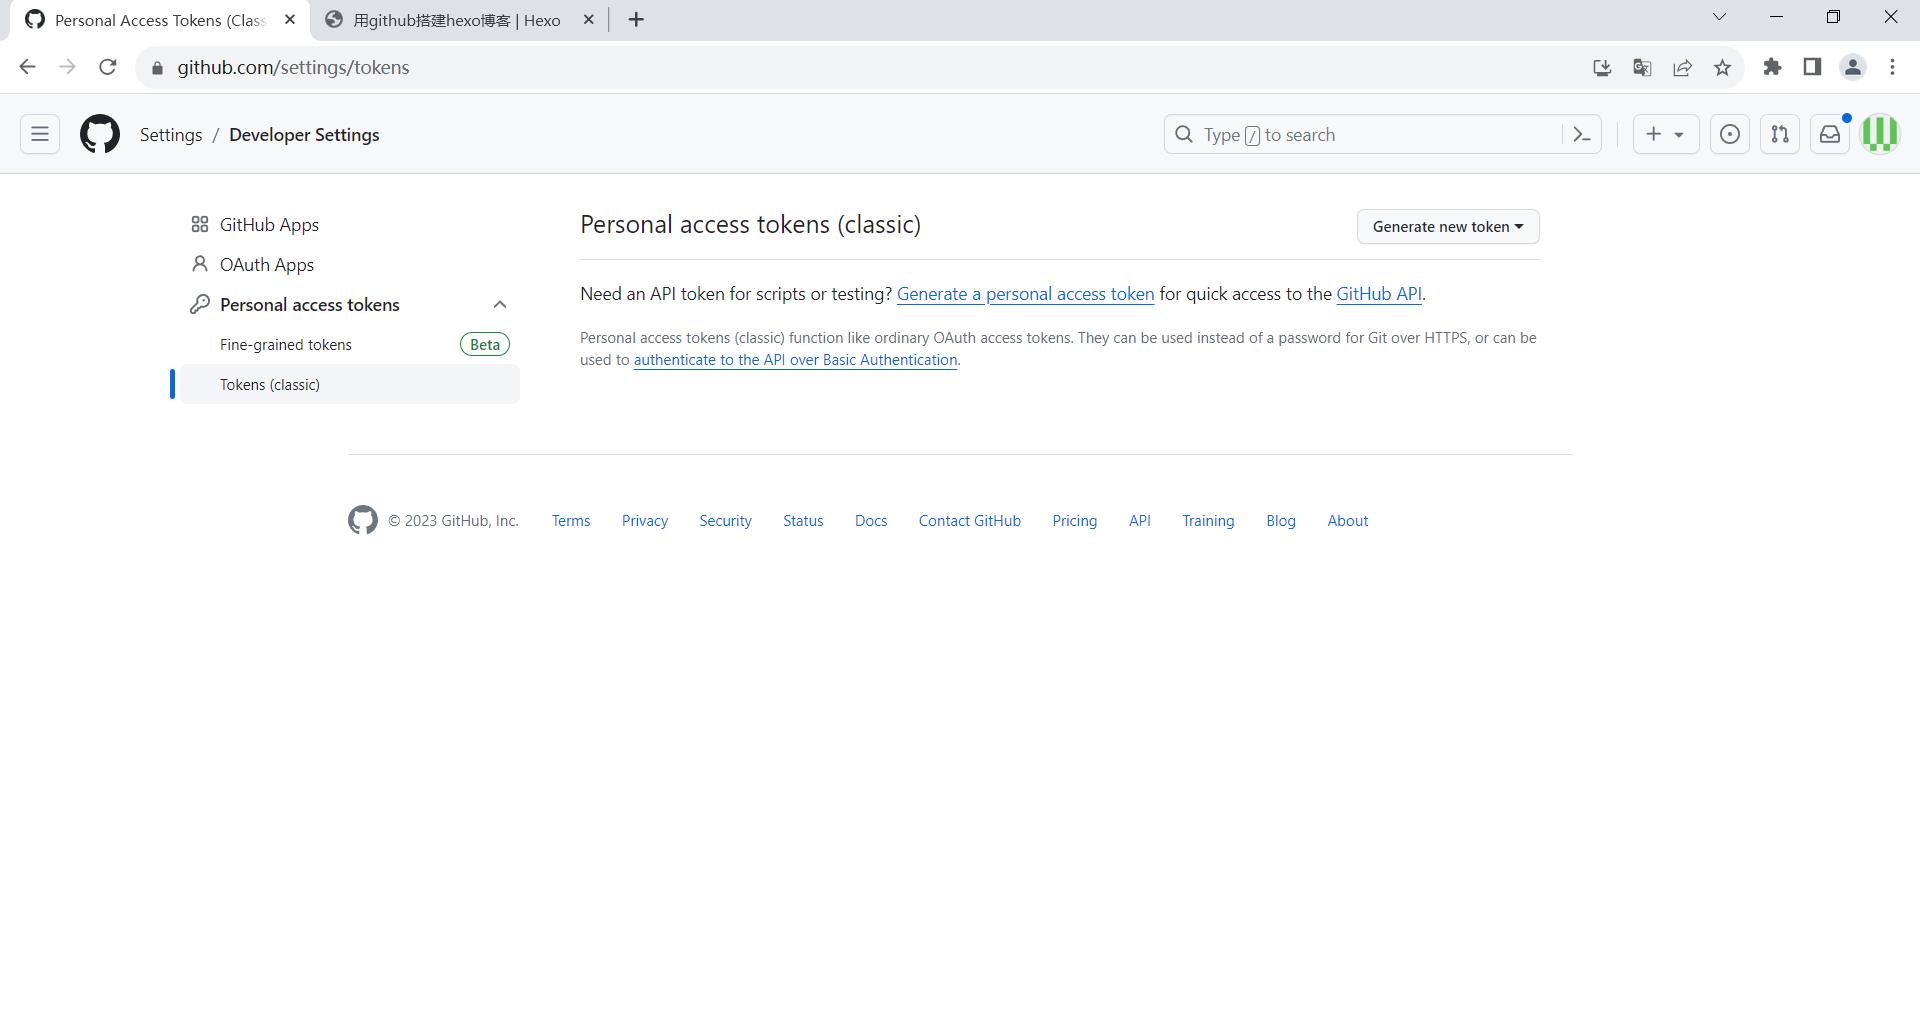 Personal Access Tokens (Class
用github搭建hexo博客 | Hexo
github.com/settings/tokens
Settings / Developer Settings
Type / to search
GitHub Apps
OAuth Apps
Personal access tokens
Fine-grained tokens Beta
Tokens (classic)
Personal access tokens (classic)
Generate new token
Need an API token for scripts or testing? Generate a personal access token for quick access to the GitHub API.
Personal access tokens (classic) function like ordinary OAuth access tokens. They can be used instead of a password for Git over HTTPS, or can be
used to authenticate to the API over Basic Authentication.
© 2023 GitHub, Inc. Terms Privacy Security Status Docs Contact GitHub Pricing API Training Blog About